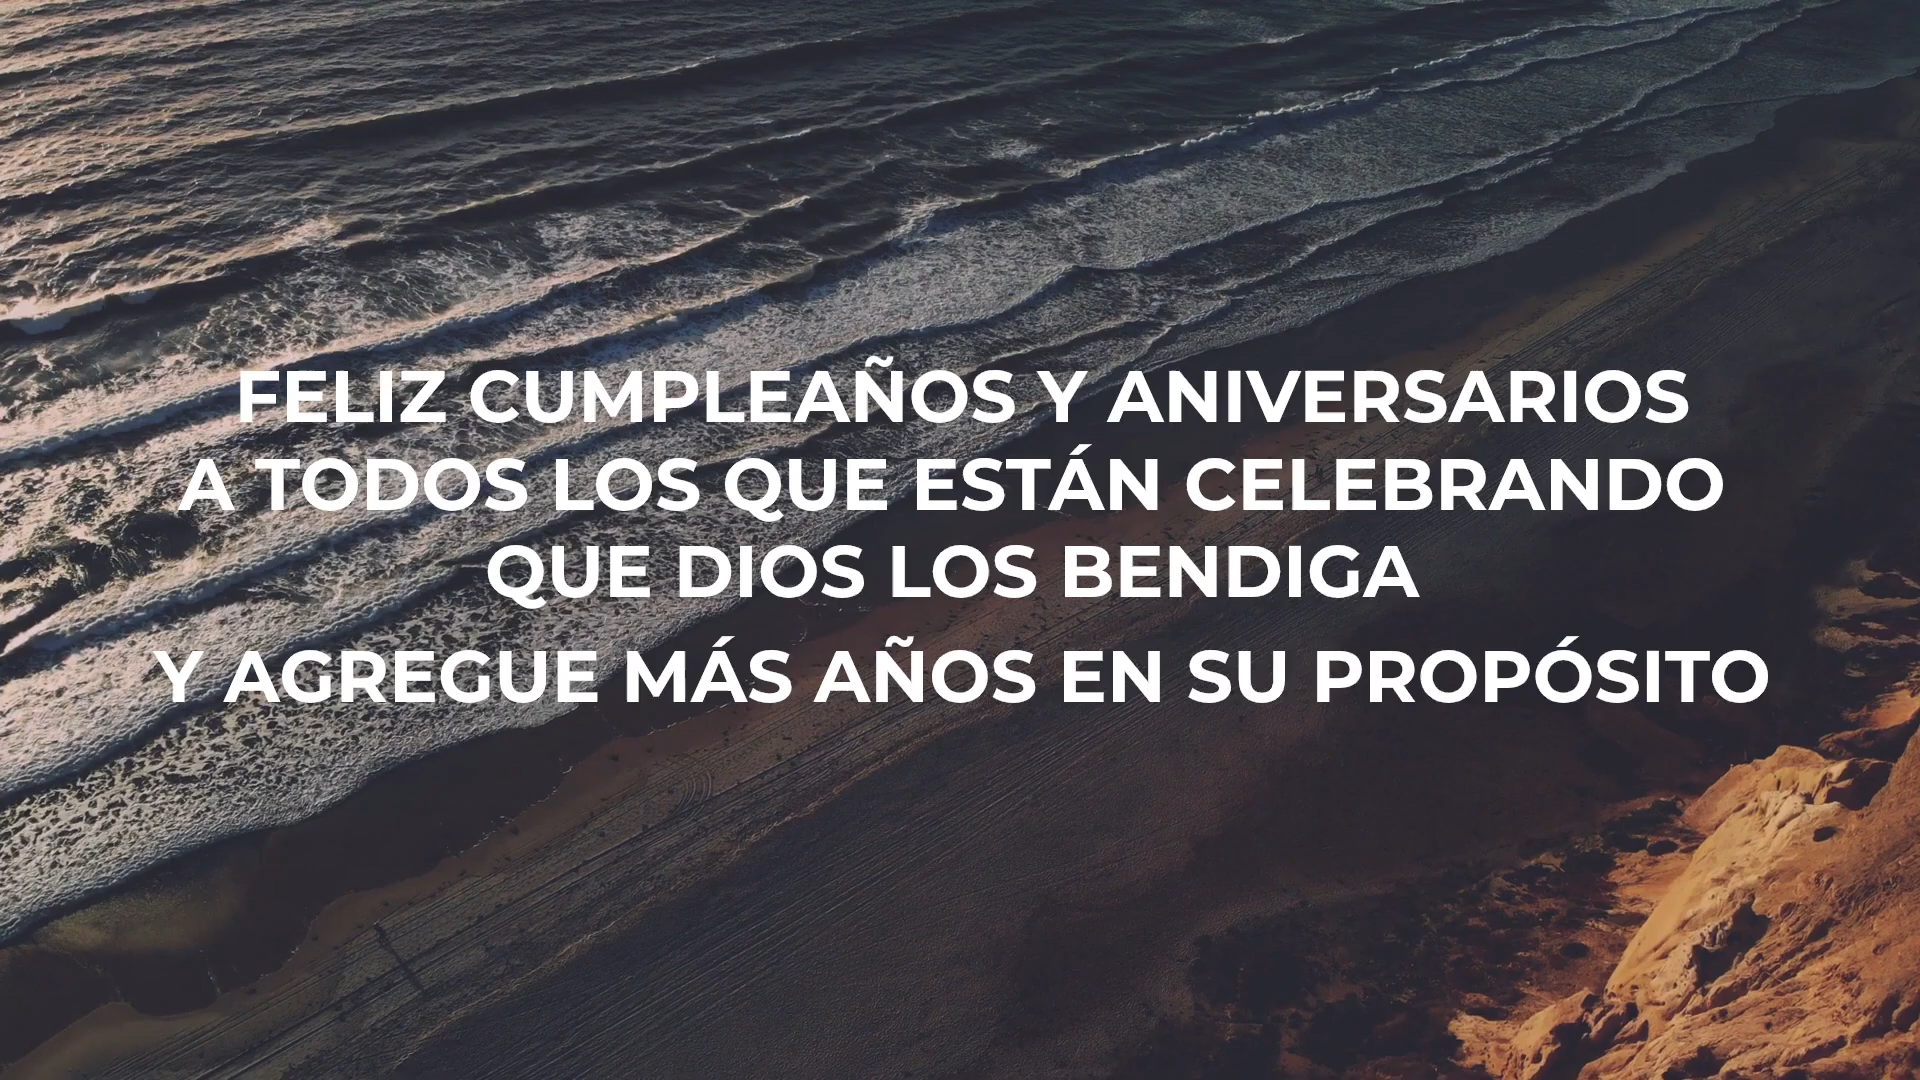 FELIZ CUMPLEAÑOS Y ANIVERSARIOS
A TODOS LOS QUE ESTÁN CELEBRANDO
QUE DIOS LOS BENDIGA
Y AGREGUE MÁS AÑOS EN SU PROPÓSITO